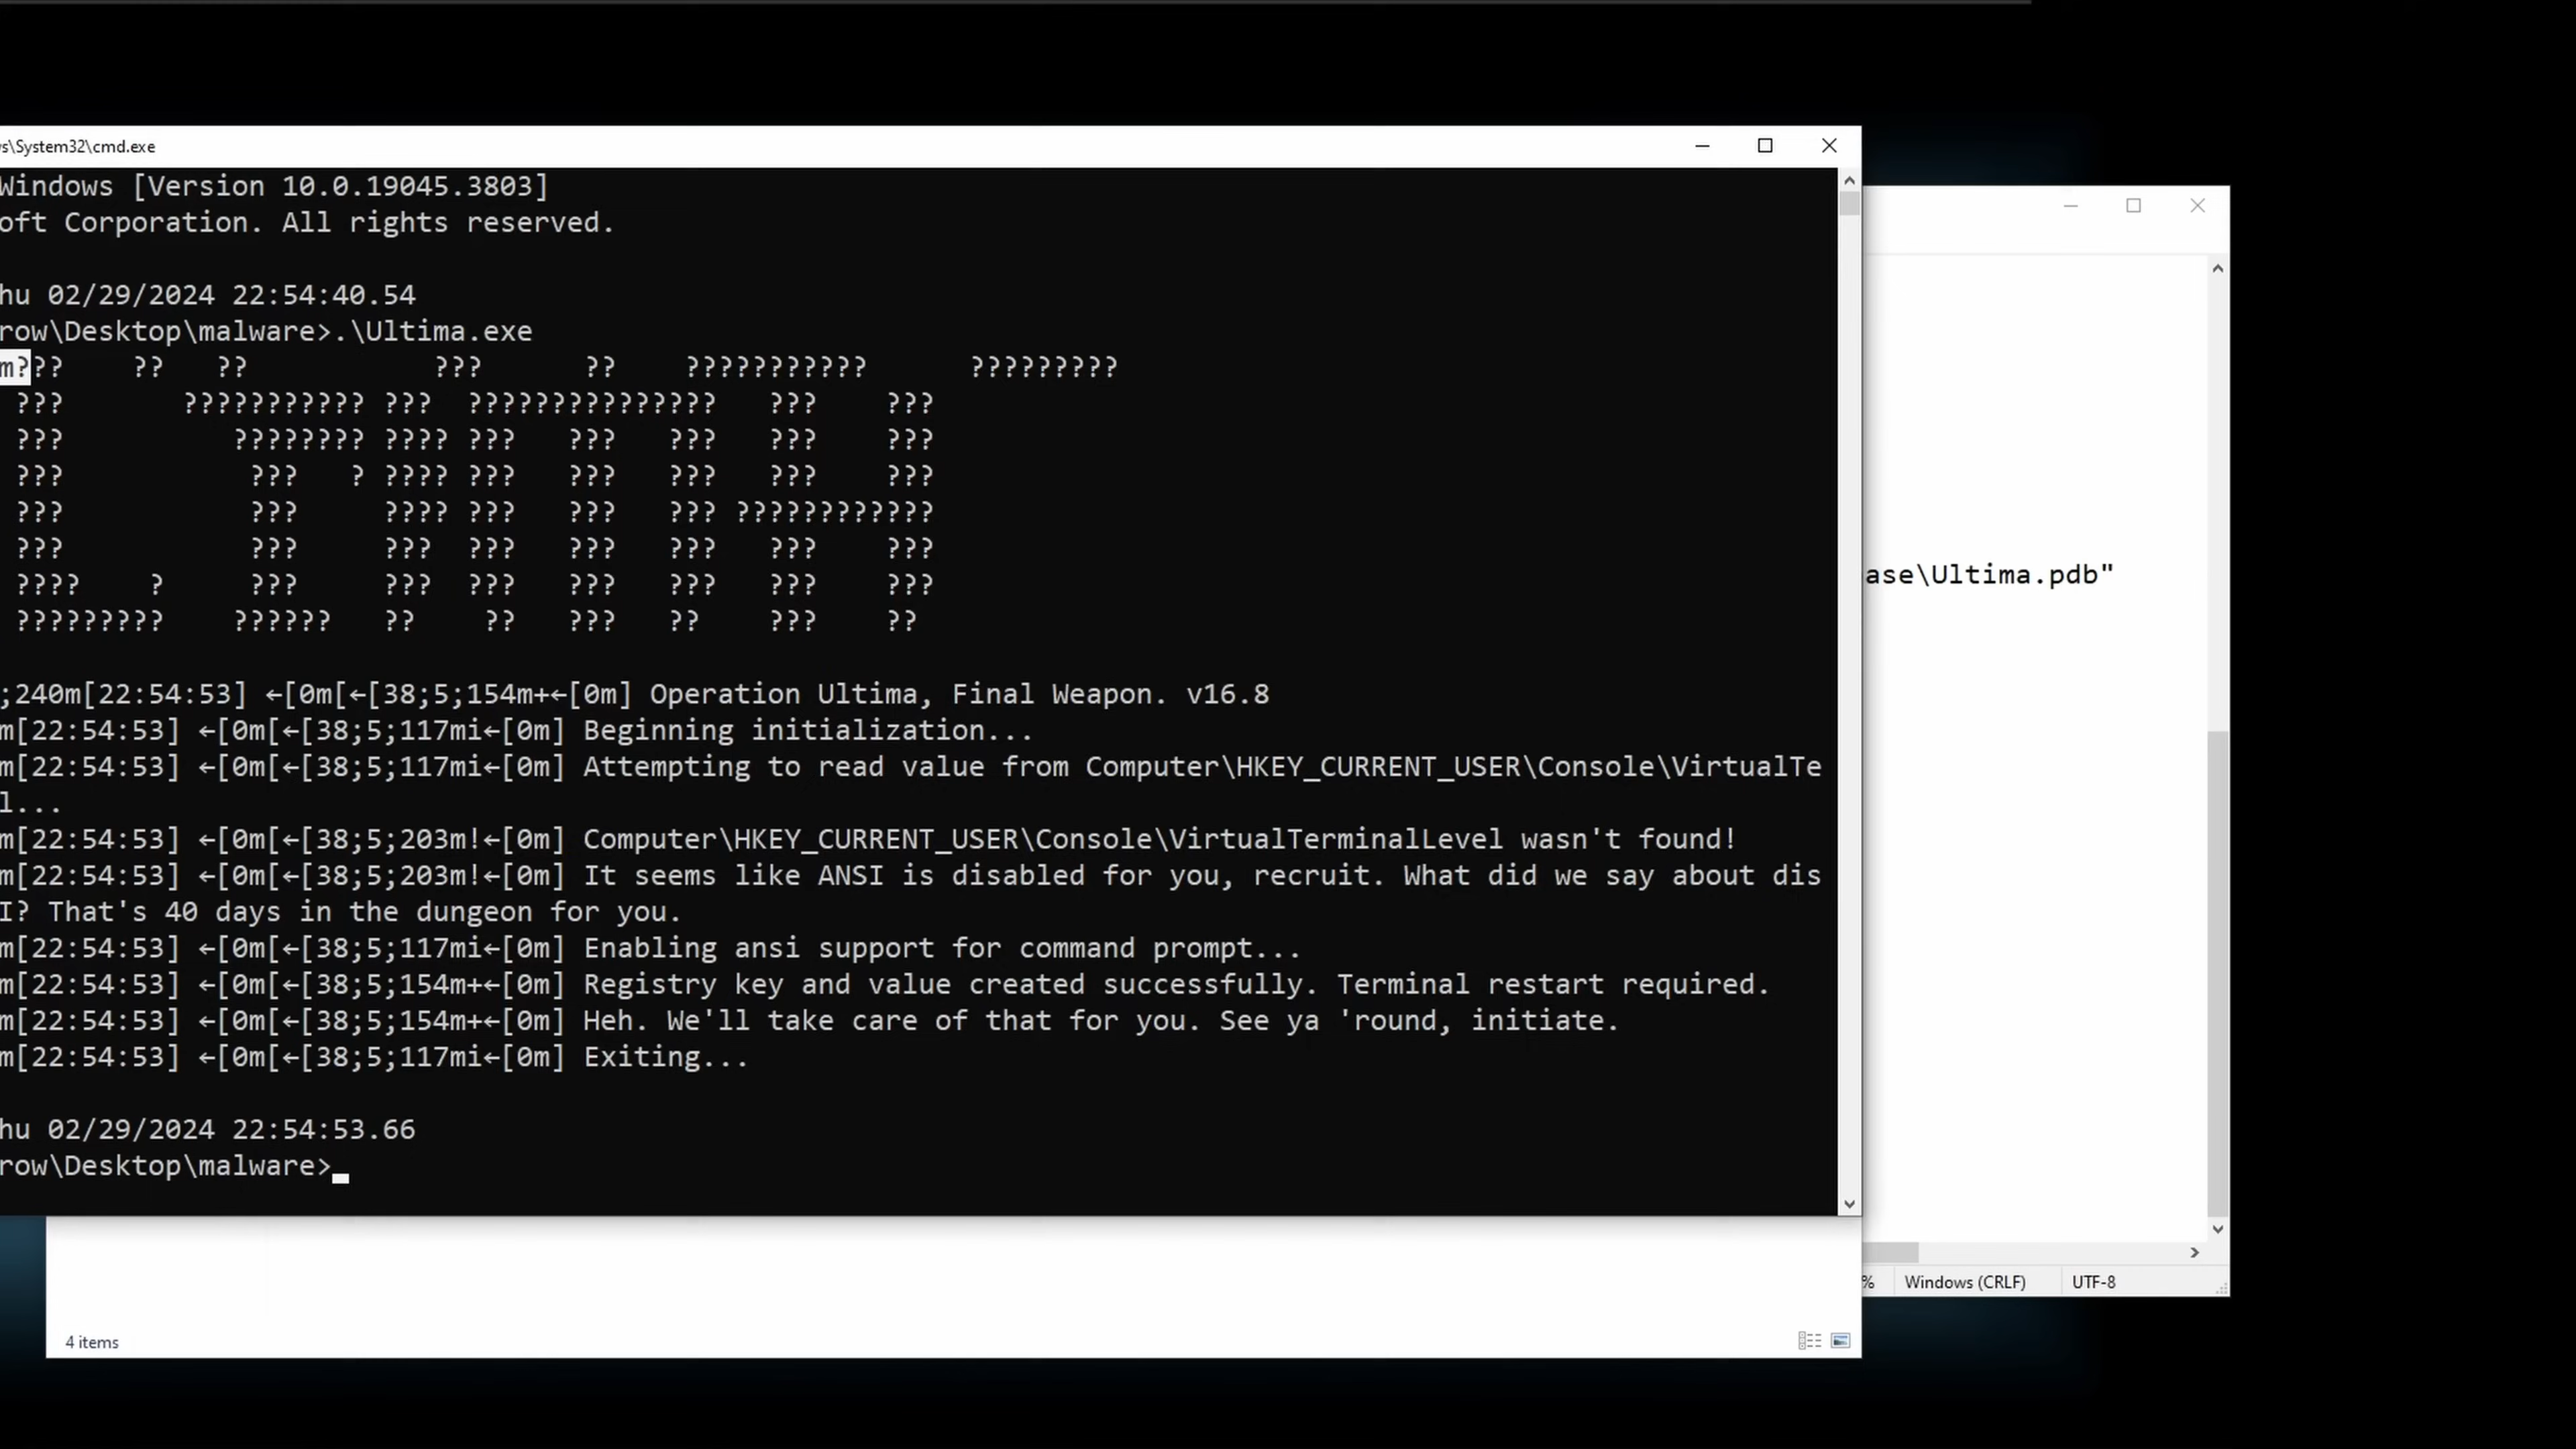 s\System32\cmd.exe
Windows [Version 10.0.19045.3803]
oft Corporation. All rights reserved.
hu 02/29/2024 22:54:40.54
row\Desktop\malware>.\Ultima.exe
m???    ??   ??           ???      ??    ???????????      ?????????
???       ??????????? ???  ???????????????   ???    ???
???          ???????? ???? ???   ???   ???   ???    ???
???           ???   ? ???? ???   ???   ???   ???    ???
???           ???     ???? ???   ???   ??? ????????????
???           ???     ???  ???   ???   ???   ???    ???
????    ?     ???     ???  ???   ???   ???   ???    ???
?????????    ??????   ??    ??   ???   ??    ???    ??
;240m[22:54:53] ←[0m[←[38;5;154m+←[0m] Operation Ultima, Final Weapon. v16.8
m[22:54:53] ←[0m[←[38;5;117mi←[0m] Beginning initialization...
m[22:54:53] ←[0m[←[38;5;117mi←[0m] Attempting to read value from Computer\HKEY_CURRENT_USER\Console\VirtualTe
l...
m[22:54:53] ←[0m[←[38;5;203m!←[0m] Computer\HKEY_CURRENT_USER\Console\VirtualTerminalLevel wasn't found!
m[22:54:53] ←[0m[←[38;5;203m!←[0m] It seems like ANSI is disabled for you, recruit. What did we say about dis
I? That's 40 days in the dungeon for you.
m[22:54:53] ←[0m[←[38;5;117mi←[0m] Enabling ansi support for command prompt...
m[22:54:53] ←[0m[←[38;5;154m+←[0m] Registry key and value created successfully. Terminal restart required.
m[22:54:53] ←[0m[←[38;5;154m+←[0m] Heh. We'll take care of that for you. See ya 'round, initiate.
m[22:54:53] ←[0m[←[38;5;117mi←[0m] Exiting...
hu 02/29/2024 22:54:53.66
row\Desktop\malware>
ase\Ultima.pdb"
% Windows (CRLF) UTF-8
4 items